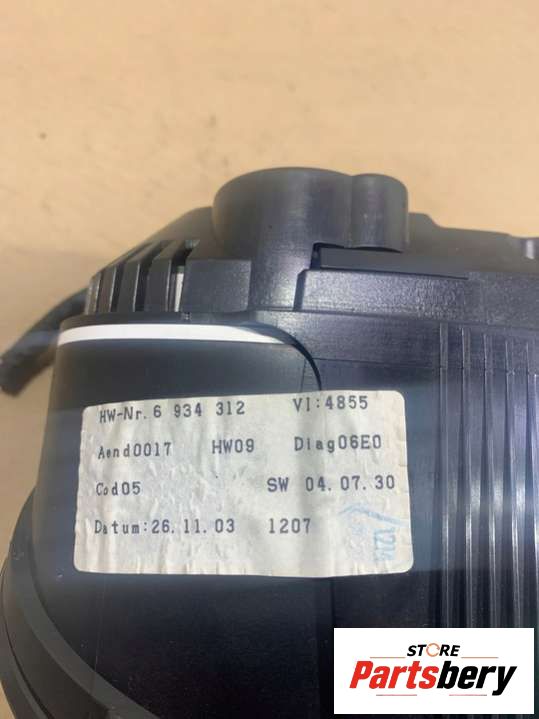 HW-Nr. 6 934 312 VI:4855
Aend0017 HW09 Diag06E0
Cod05 SW 04.07.30
Datum:26.11.03 1207
STORE
Partsbery